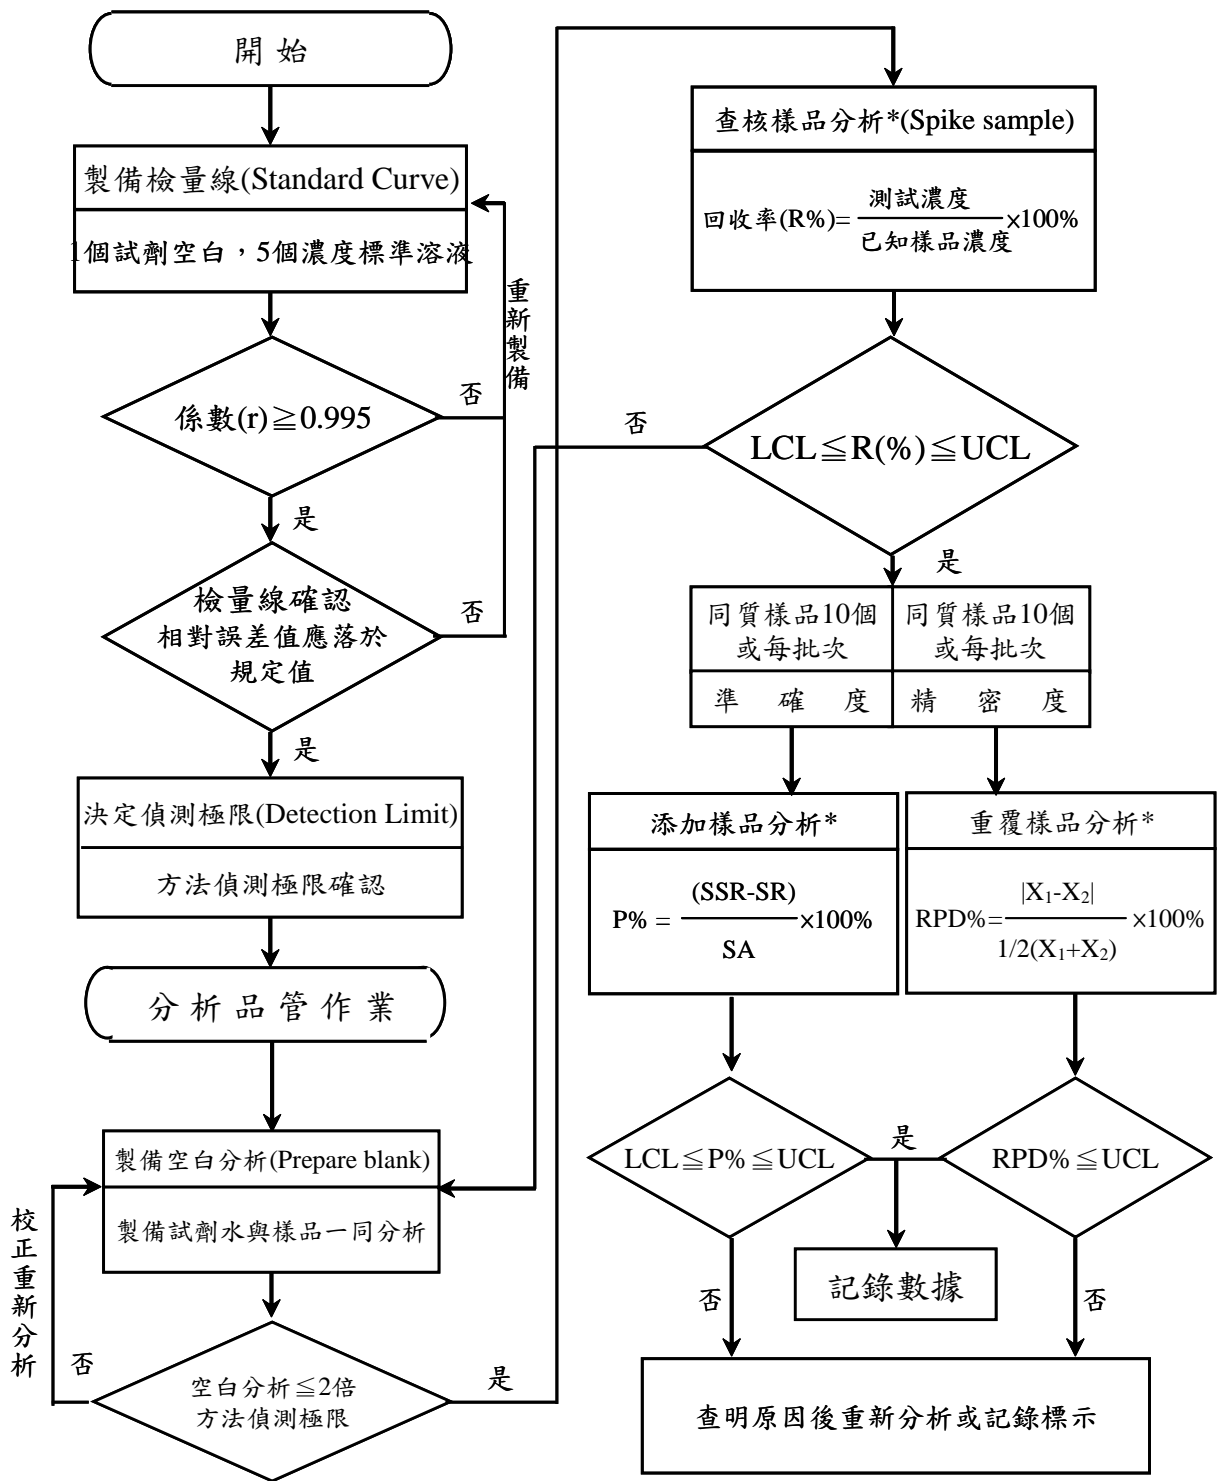 開始
製備檢量線(Standard Curve)
1個試劑空白，5個濃度標準溶液
重新製備
係數(r)≧0.995
否
是
檢量線確認
相對誤差值應落於
規定值
否
是
決定偵測極限(Detection Limit)
方法偵測極限確認
分析品管作業
製備空白分析(Prepare blank)
製備試劑水與樣品一同分析
校正重新分析
否
空白分析≦2倍
方法偵測極限
是
查核樣品分析*(Spike sample)
測試濃度
回收率(R%)= ×100%
已知樣品濃度
否
LCL≦R(%)≦UCL
是
同質樣品10個
或每批次
準確度
同質樣品10個
或每批次
精密度
添加樣品分析*
(SSR-SR)
P% = ×100%
SA
重覆樣品分析*
|X₁-X₂|
RPD%= ×100%
1/2(X₁+X₂)
LCL≦P%≦UCL
是
RPD%≦UCL
記錄數據
否
否
查明原因後重新分析或記錄標示